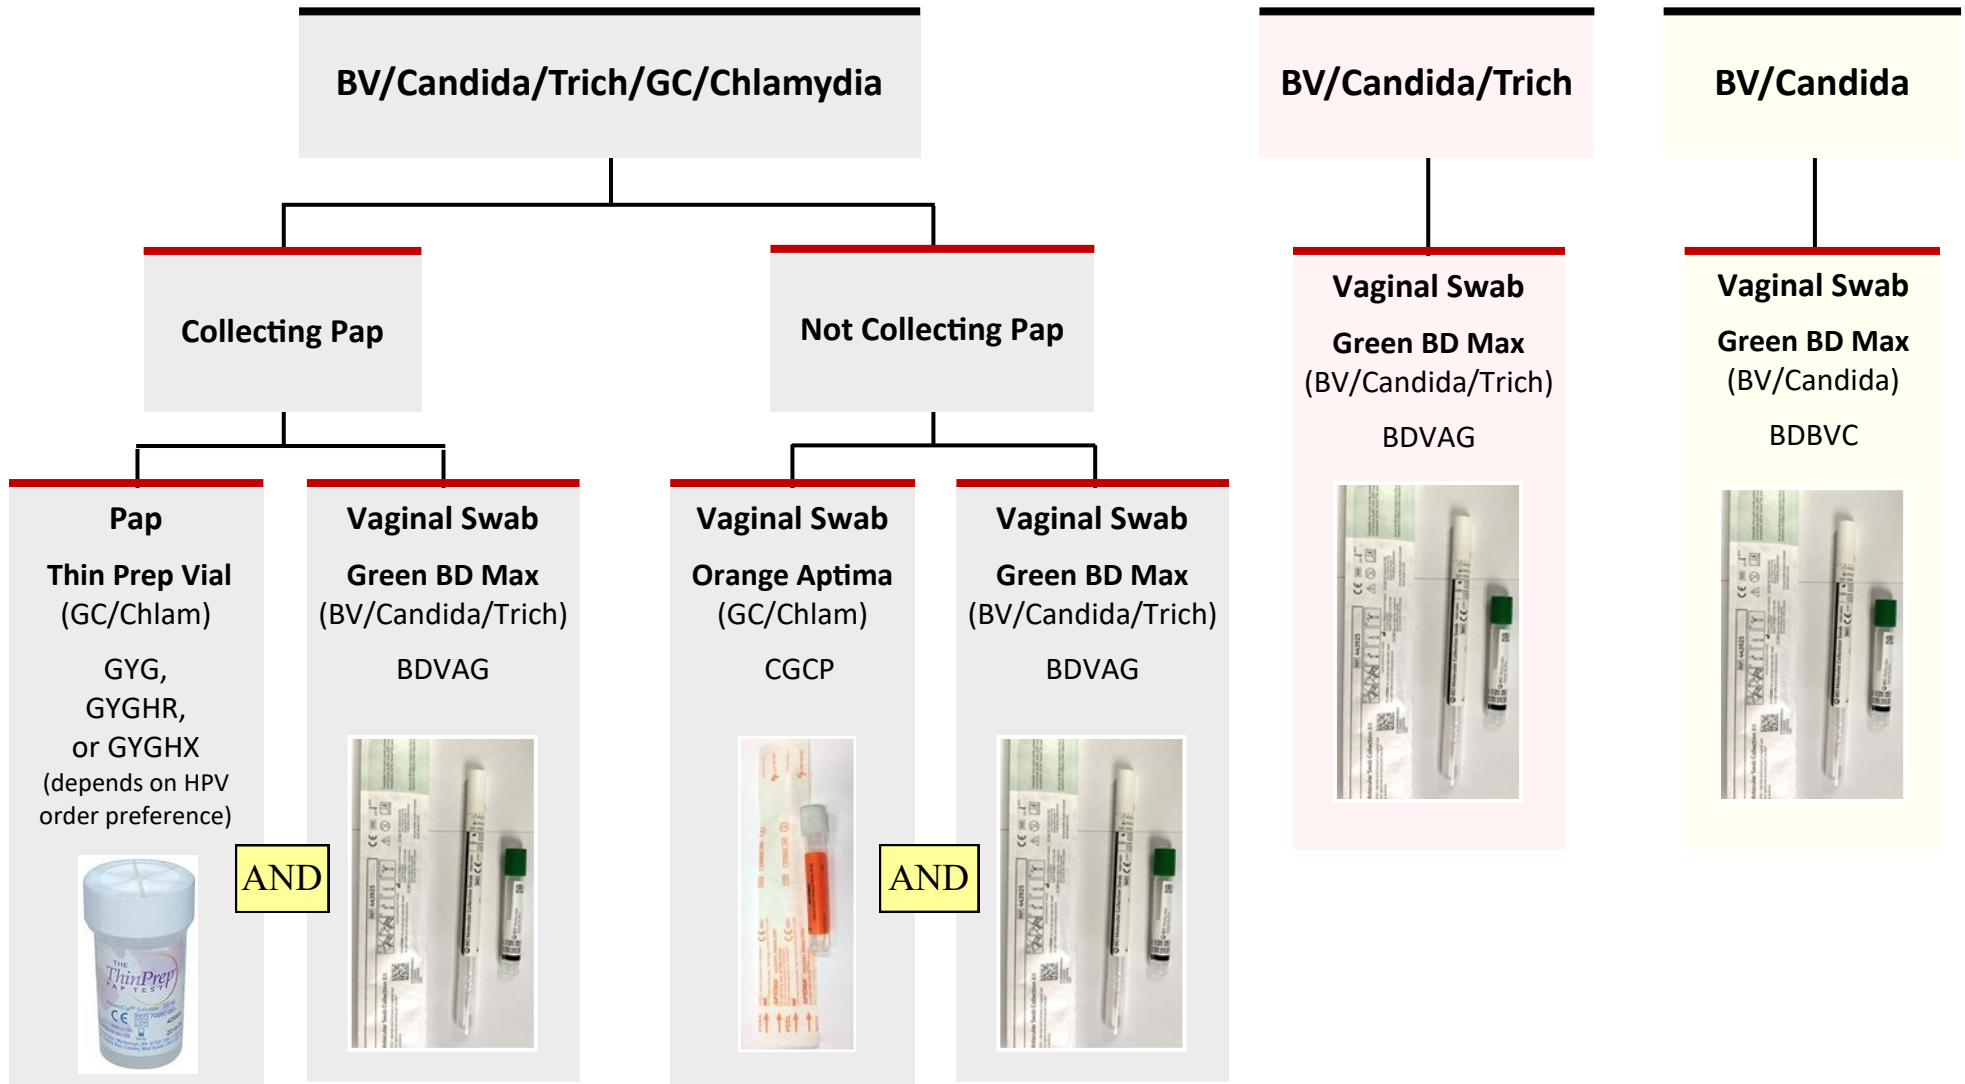 BV/Candida/Trich/GC/Chlamydia
BV/Candida/Trich
BV/Candida
Collecting Pap
Not Collecting Pap
Pap
Thin Prep Vial
(GC/Chlam)
GYG,
GYGHR,
or GYGHX
(depends on HPV
order preference)
THE
ThinPrep
PAP TEST
AND
Vaginal Swab
Green BD Max
(BV/Candida/Trich)
BDVAG
Vaginal Swab
Orange Aptima
(GC/Chlam)
CGCP
AND
Vaginal Swab
Green BD Max
(BV/Candida/Trich)
BDVAG
Vaginal Swab
Green BD Max
(BV/Candida/Trich)
BDVAG
Vaginal Swab
Green BD Max
(BV/Candida)
BDBVC